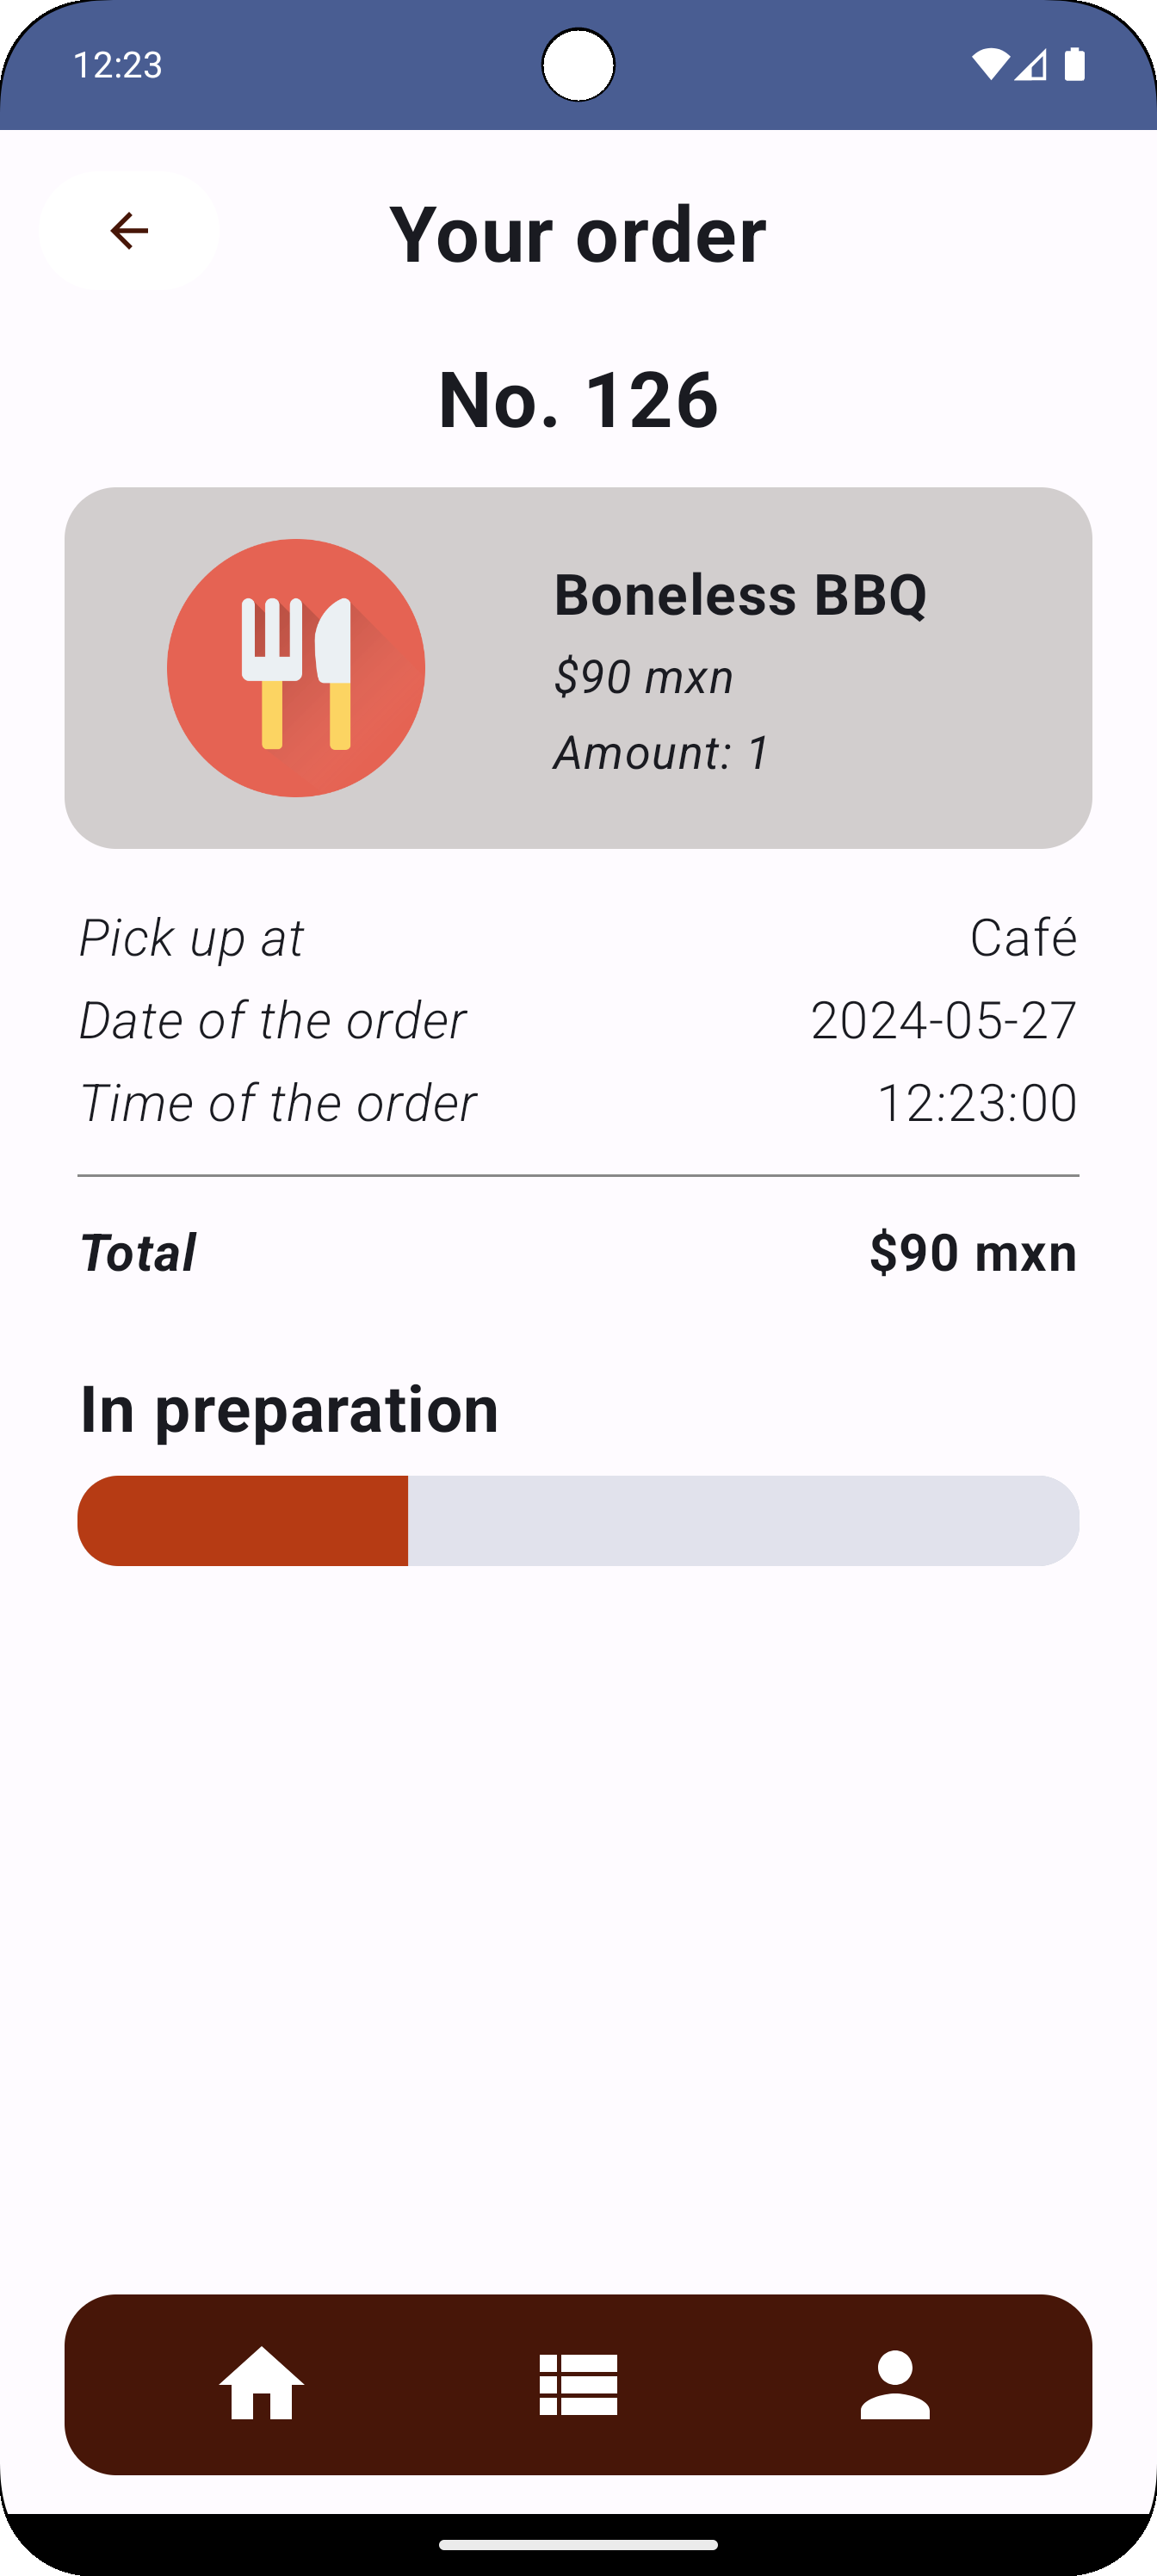 12:23
Your order
No. 126
Boneless BBQ
$90 mxn
Amount: 1
Pick up at Café
Date of the order 2024-05-27
Time of the order 12:23:00
Total $90 mxn
In preparation